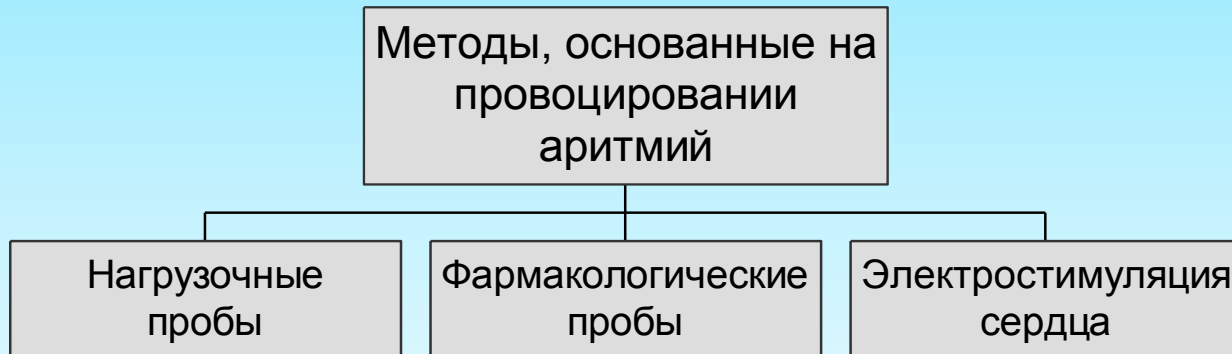 Методы, основанные на
провоцировании
аритмий
Нагрузочные
пробы
Фармакологические
пробы
Электростимуляция
сердца